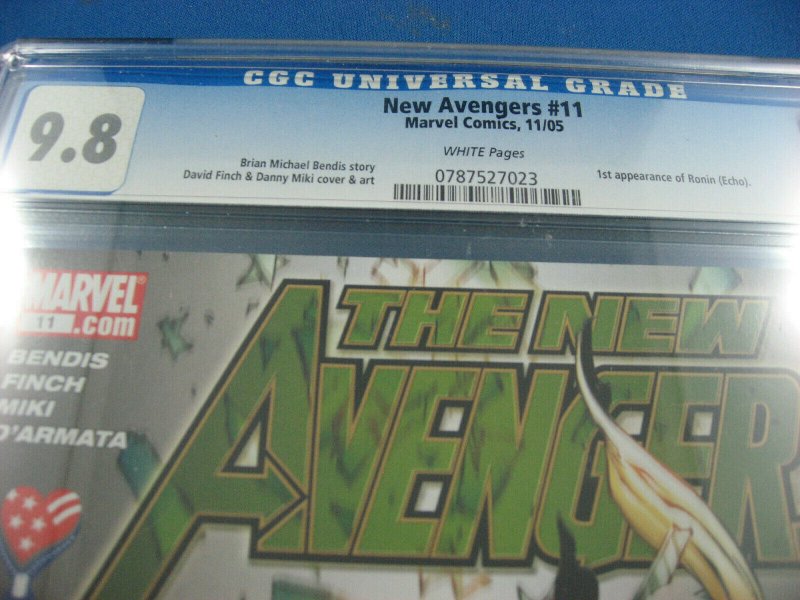 CGC UNIVERSAL GRADE
9.8
New Avengers #11
Marvel Comics, 11/05
WHITE Pages
Brian Michael Bendis story
David Finch & Danny Miki cover & art
0787527023
1st appearance of Ronin (Echo).
MARVEL
11 .com
BENDIS
FINCH
MIKI
D'ARMATA
THE NEW
AVENGER